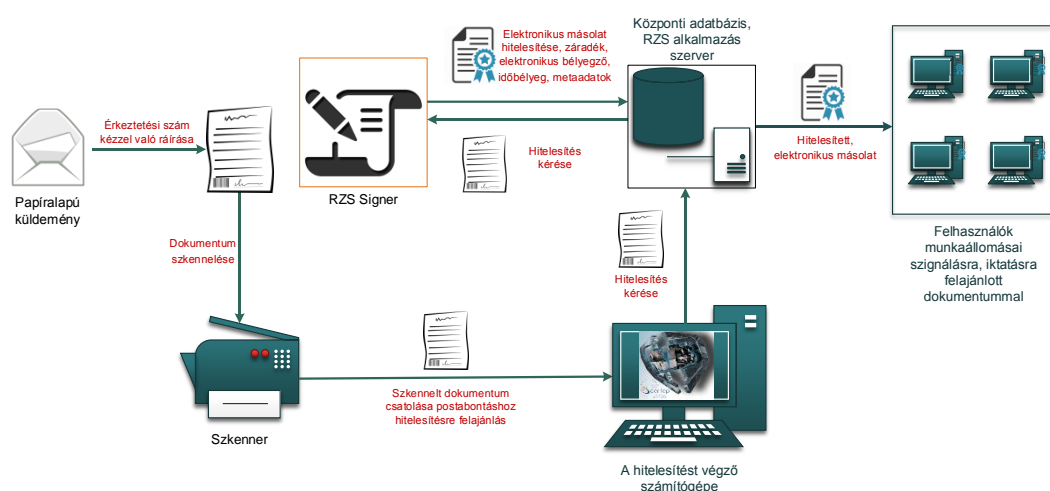 Elektronikus másolat
hitelesítése, záradék,
elektronikus bélyegző,
időbélyeg, metaadatok
Központi adatbázis,
RZS alkalmazás
szerver
Érkeztetési szám
kézzel való ráírása
Hitelesítés
kérése
Hitelesített,
elektronikus másolat
Papíralapú
küldemény
RZS Signer
Felhasználók
munkaállomásai
szignálásra, iktatásra
felajánlott
dokumentummal
Dokumentum
szkennelése
Hitelesítés
kérése
Szkennelt dokumentum
csatolása postabontáshoz
hitelesítésre felajánlás
Szkenner
A hitelesítést végző
számítógépe